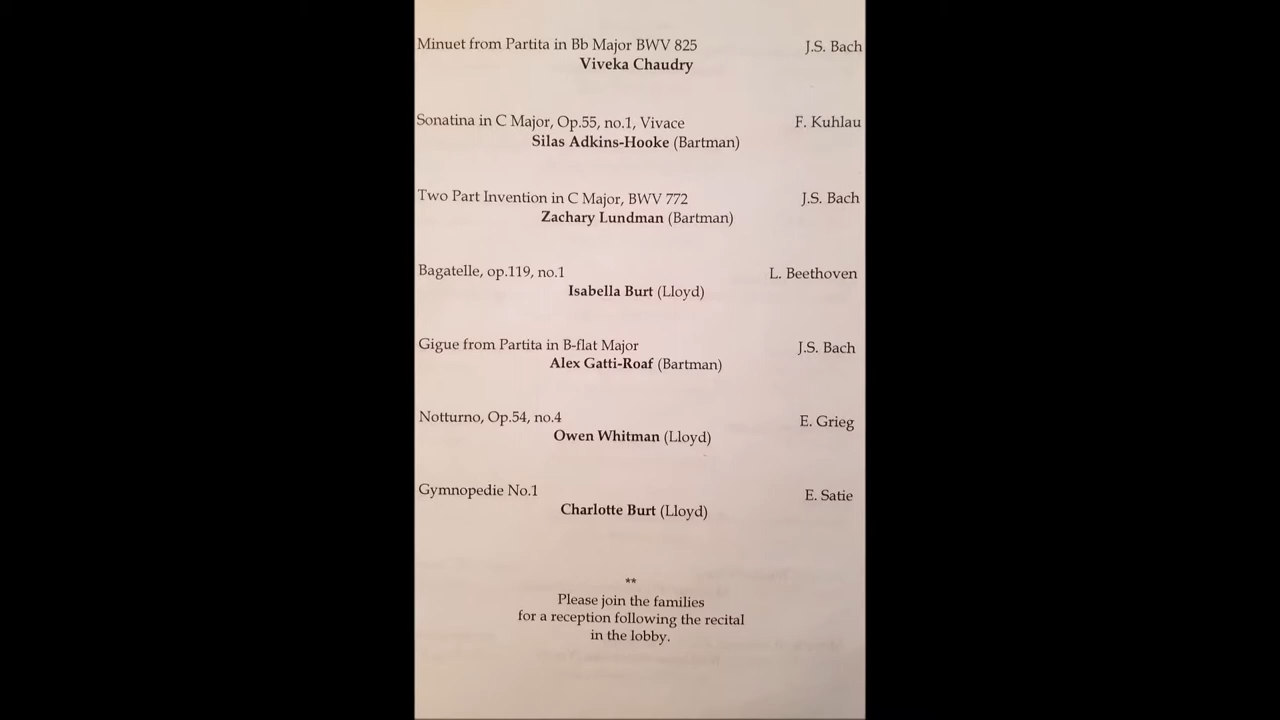 Minuet from Partita in Bb Major BWV 825 J.S. Bach
Viveka Chaudry
Sonatina in C Major, Op.55, no.1, Vivace F. Kuhlau
Silas Adkins-Hooke (Bartman)
Two Part Invention in C Major, BWV 772 J.S. Bach
Zachary Lundman (Bartman)
Bagatelle, op.119, no.1 L. Beethoven
Isabella Burt (Lloyd)
Gigue from Partita in B-flat Major J.S. Bach
Alex Gatti-Roaf (Bartman)
Notturno, Op.54, no.4 E. Grieg
Owen Whitman (Lloyd)
Gymnopedie No.1 E. Satie
Charlotte Burt (Lloyd)
**
Please join the families
for a reception following the recital
in the lobby.